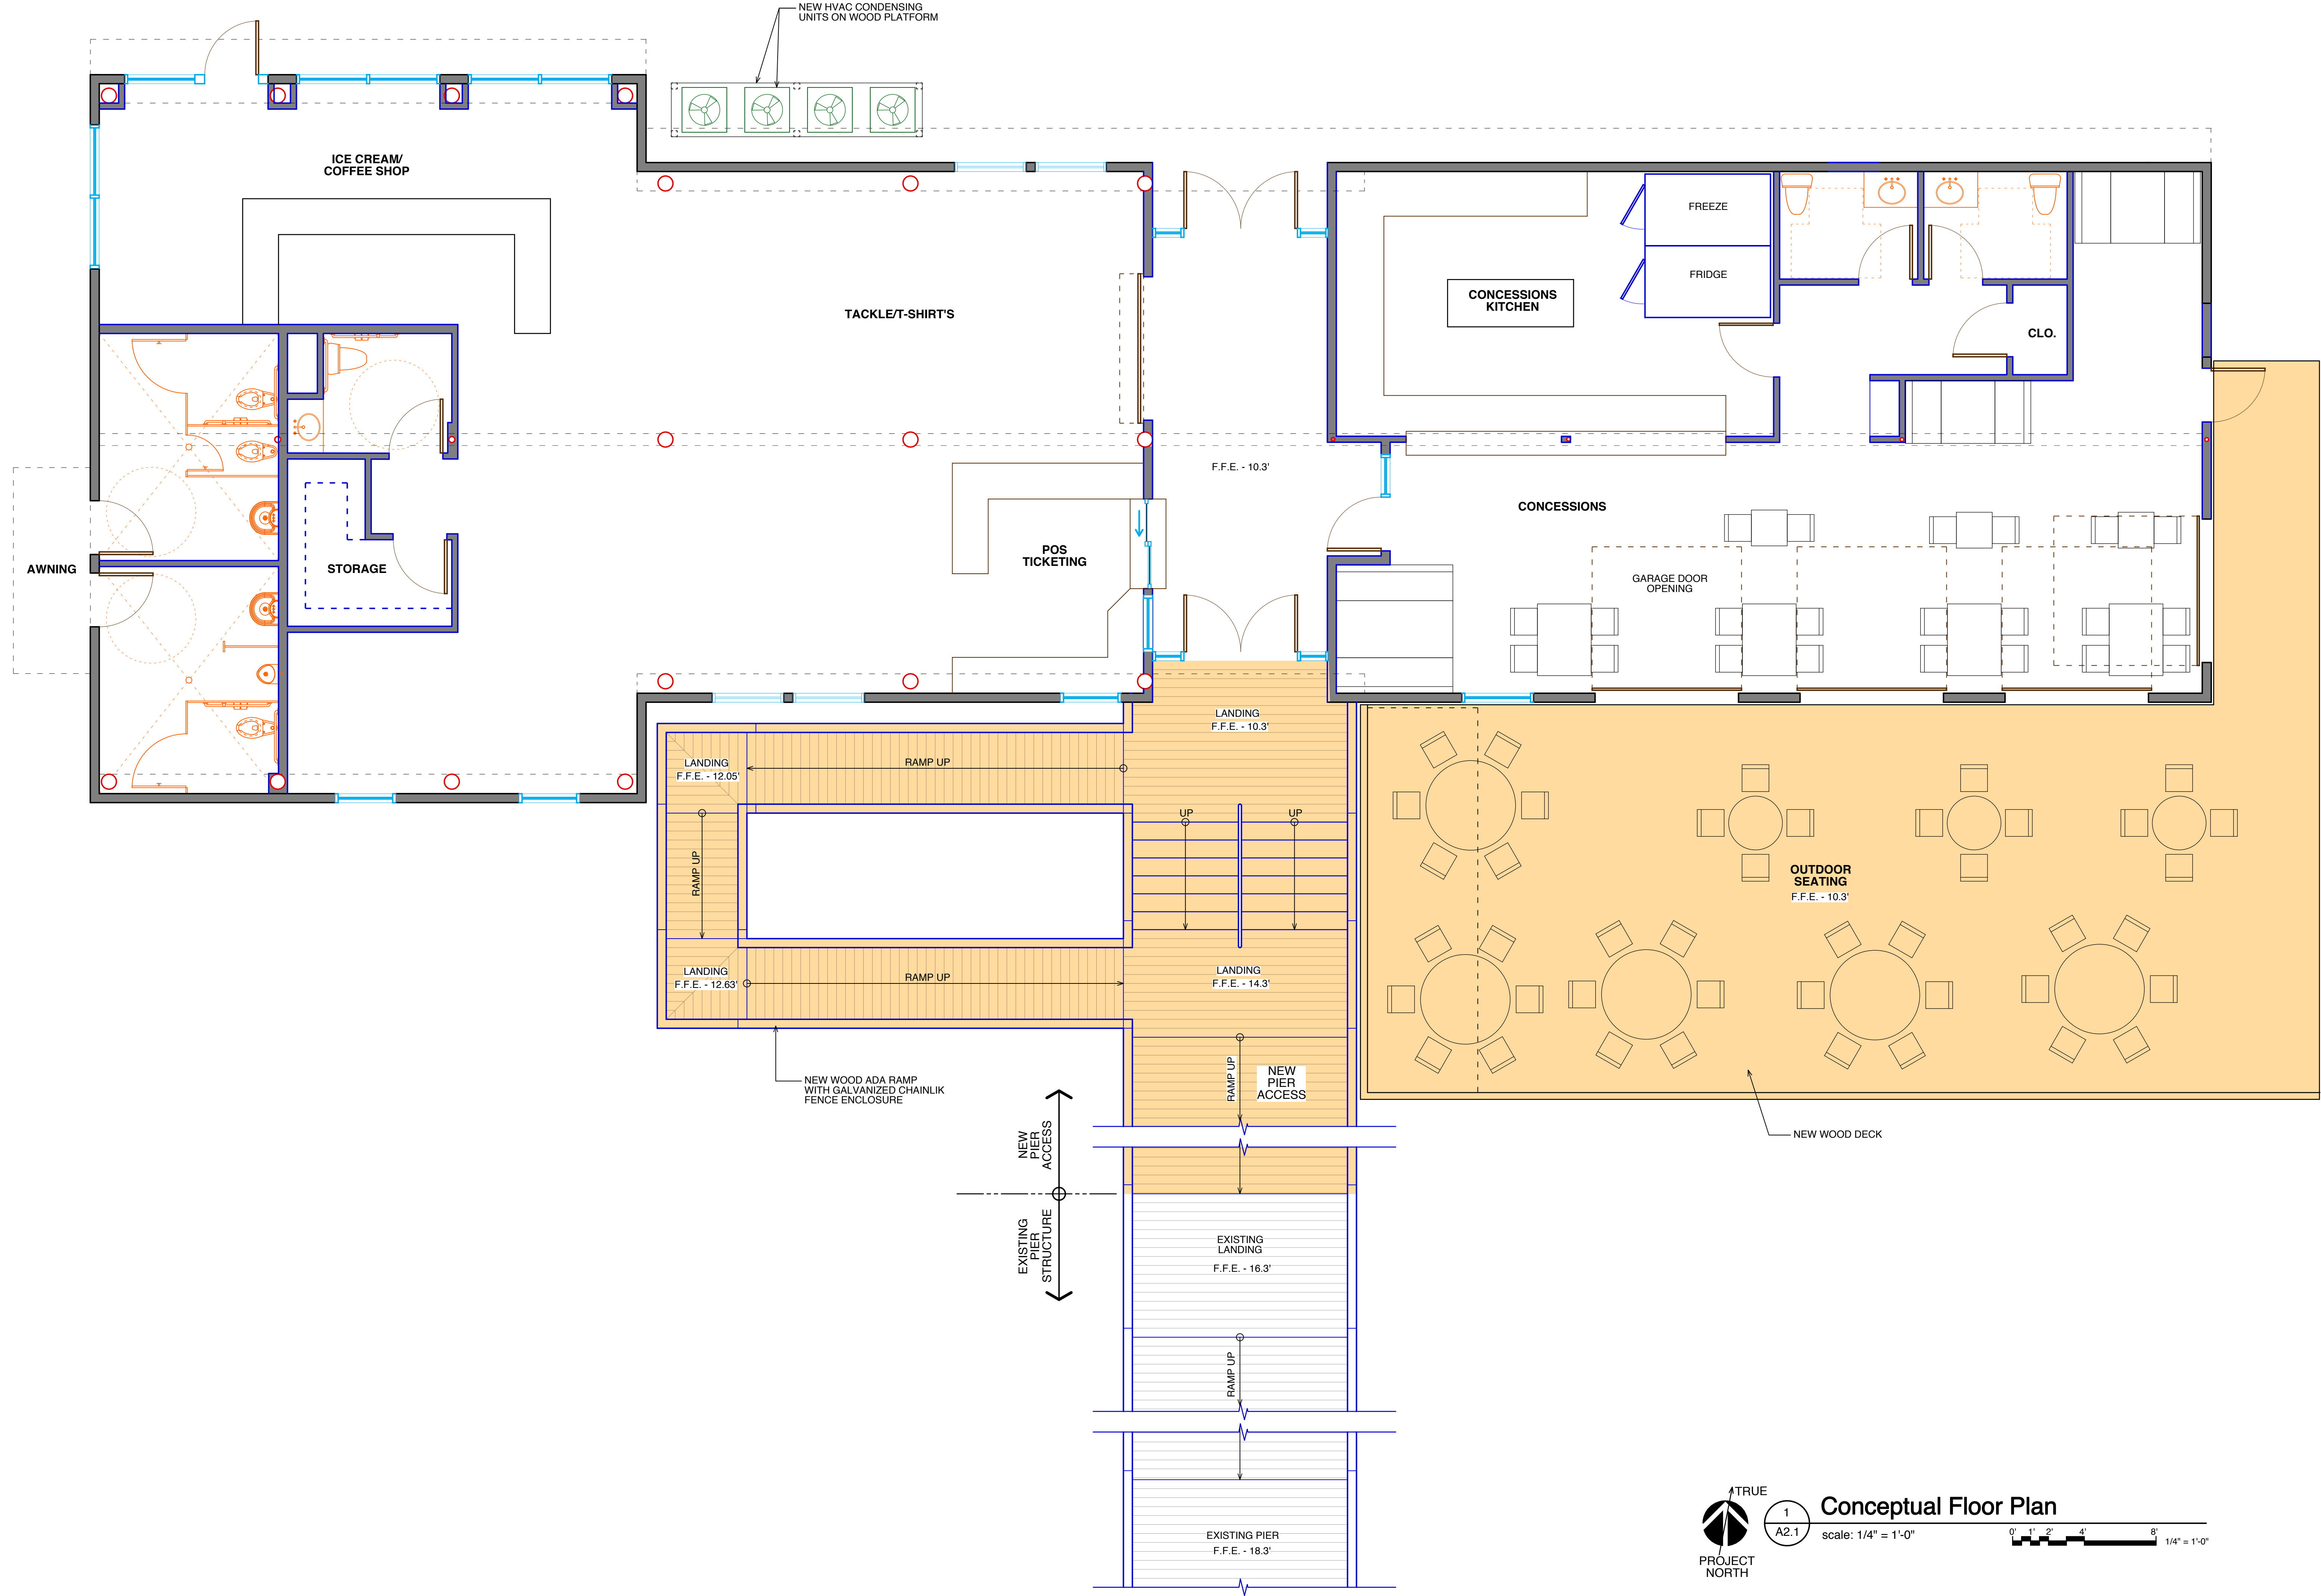 NEW HVAC CONDENSING
UNITS ON WOOD PLATFORM
ICE CREAM/
COFFEE SHOP
FREEZE
FRIDGE
CONCESSIONS
KITCHEN
TACKLE/T-SHIRT'S
CLO.
F.F.E. - 10.3'
CONCESSIONS
POS
TICKETING
AWNING
STORAGE
GARAGE DOOR
OPENING
LANDING
F.F.E. - 10.3'
LANDING
F.F.E. - 12.05'
RAMP UP
UP
UP
RAMP UP
OUTDOOR
SEATING
F.F.E. - 10.3'
LANDING
F.F.E. - 12.63'
RAMP UP
LANDING
F.F.E. - 14.3'
NEW WOOD ADA RAMP
WITH GALVANIZED CHAINLIK
FENCE ENCLOSURE
RAMP UP
NEW
PIER
ACCESS
NEW WOOD DECK
NEW
PIER
ACCESS
EXISTING
PIER
STRUCTURE
EXISTING
LANDING
F.F.E. - 16.3'
RAMP UP
EXISTING PIER
F.F.E. - 18.3'
TRUE
PROJECT
NORTH
1
A2.1
Conceptual Floor Plan
scale: 1/4" = 1'-0"
0' 1' 2' 4' 8'
1/4" = 1'-0"